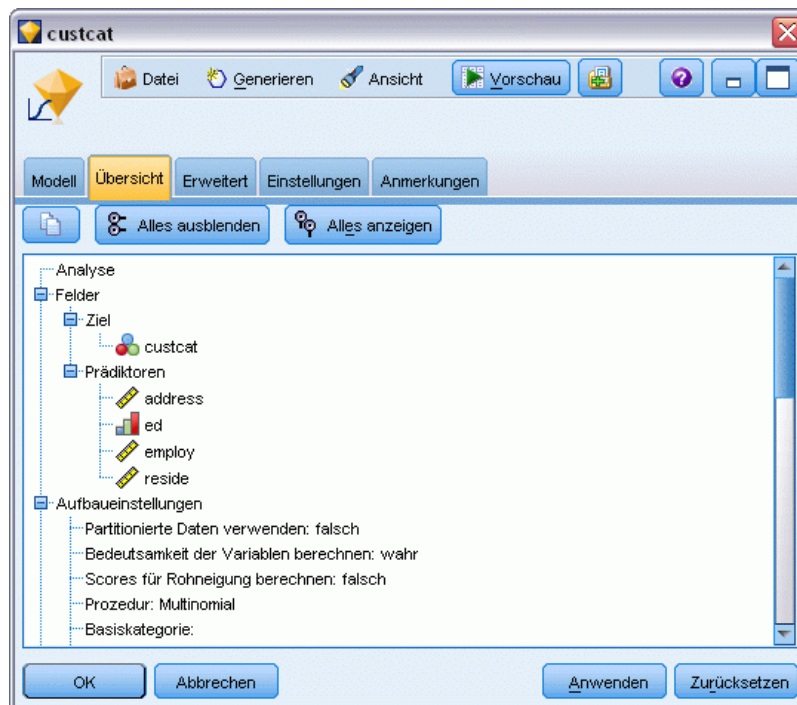 custcat
Datei Generieren Ansicht Vorschau
Modell Übersicht Erweitert Einstellungen Anmerkungen
Alles ausblenden Alles anzeigen
Analyse
Felder
Ziel
custcat
Prädiktoren
address
ed
employ
reside
Aufbaueinstellungen
Partitionierte Daten verwenden: falsch
Bedeutsamkeit der Variablen berechnen: wahr
Scores für Rohneigung berechnen: falsch
Prozedur: Multinomial
Basiskategorie:
OK Abbrechen Anwenden Zurücksetzen